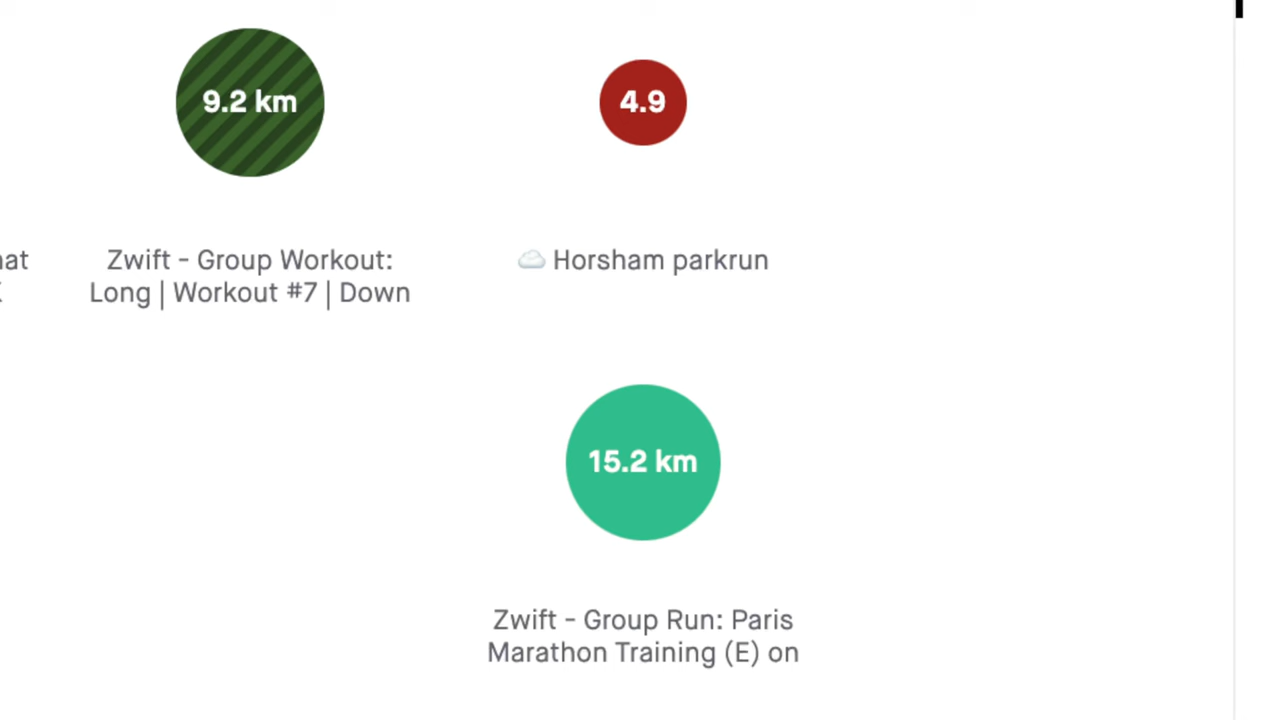 9.2 km
4.9
Zwift - Group Workout:
Long | Workout #7 | Down
☁️ Horsham parkrun
15.2 km
Zwift - Group Run: Paris
Marathon Training (E) on